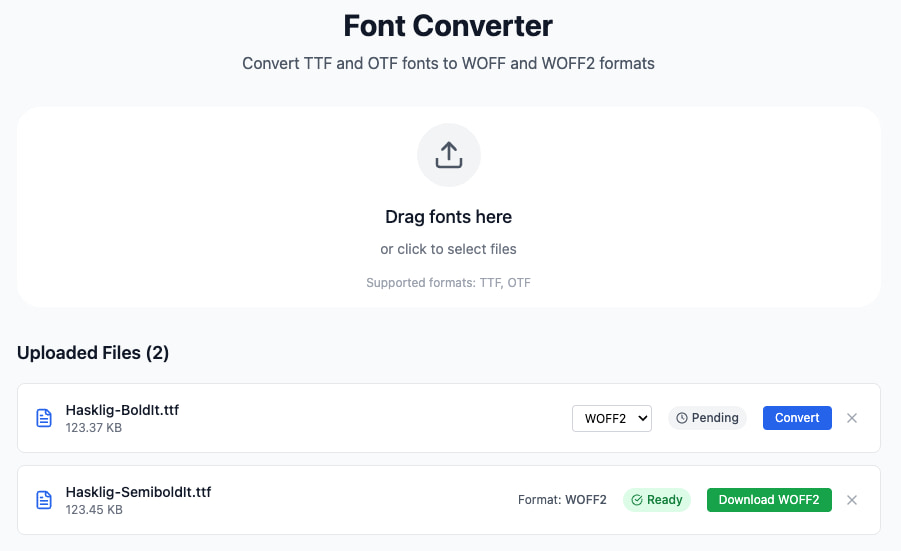 Font Converter
Convert TTF and OTF fonts to WOFF and WOFF2 formats
Drag fonts here
or click to select files
Supported formats: TTF, OTF
Uploaded Files (2)
Hasklig-BoldIt.ttf
123.37 KB
WOFF2 Pending Convert
Hasklig-SemiboldIt.ttf
123.45 KB
Format: WOFF2 Ready Download WOFF2